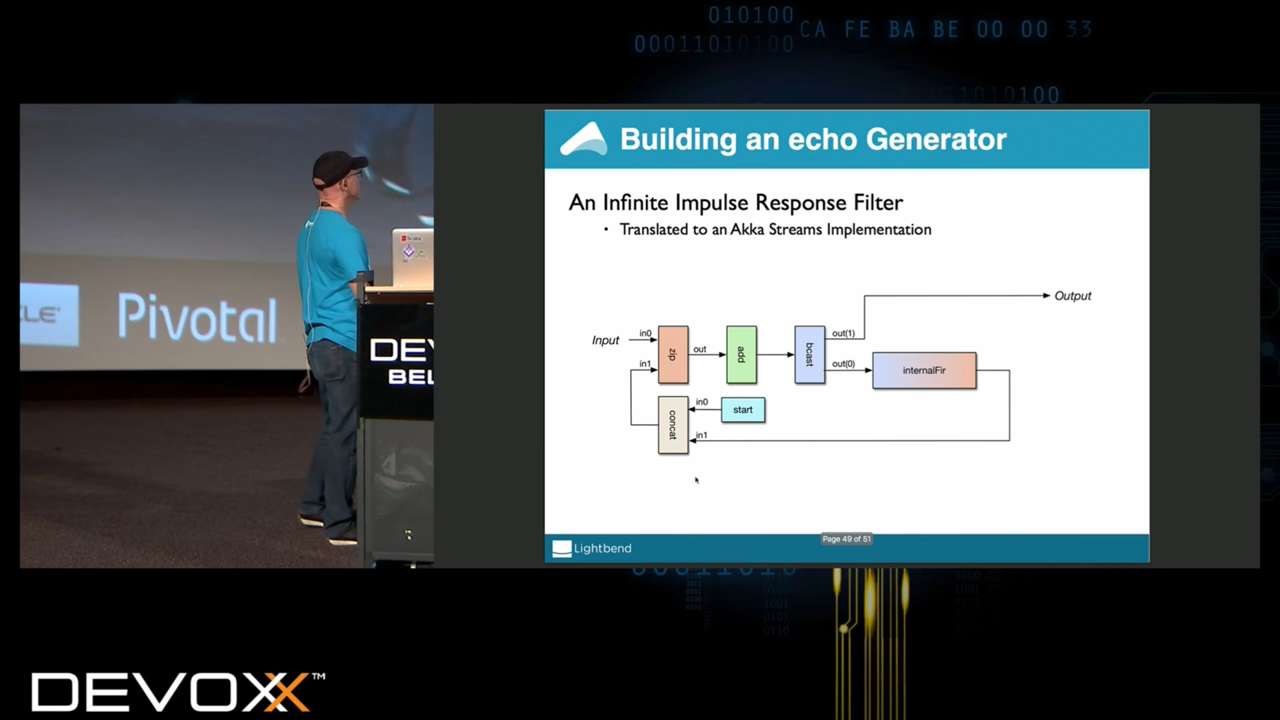 010100
00011010100
CA FE BA BE 00 00 33
1010100
Building an echo Generator
An Infinite Impulse Response Filter
• Translated to an Akka Streams Implementation
Output
Input
in0
zip
out
add
bcast
out(1)
in1
out(0)
internalFir
concat
in0
start
in1
Page 49 of 51
Lightbend
CLE
Pivotal
DEV
BEL
DEVOXX™